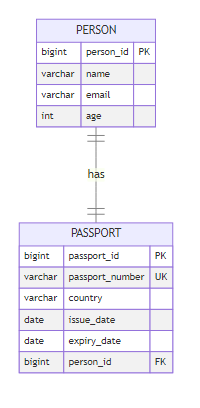 PERSON
bigint person_id PK
varchar name
varchar email
int age
has
PASSPORT
bigint passport_id PK
varchar passport_number UK
varchar country
date issue_date
date expiry_date
bigint person_id FK